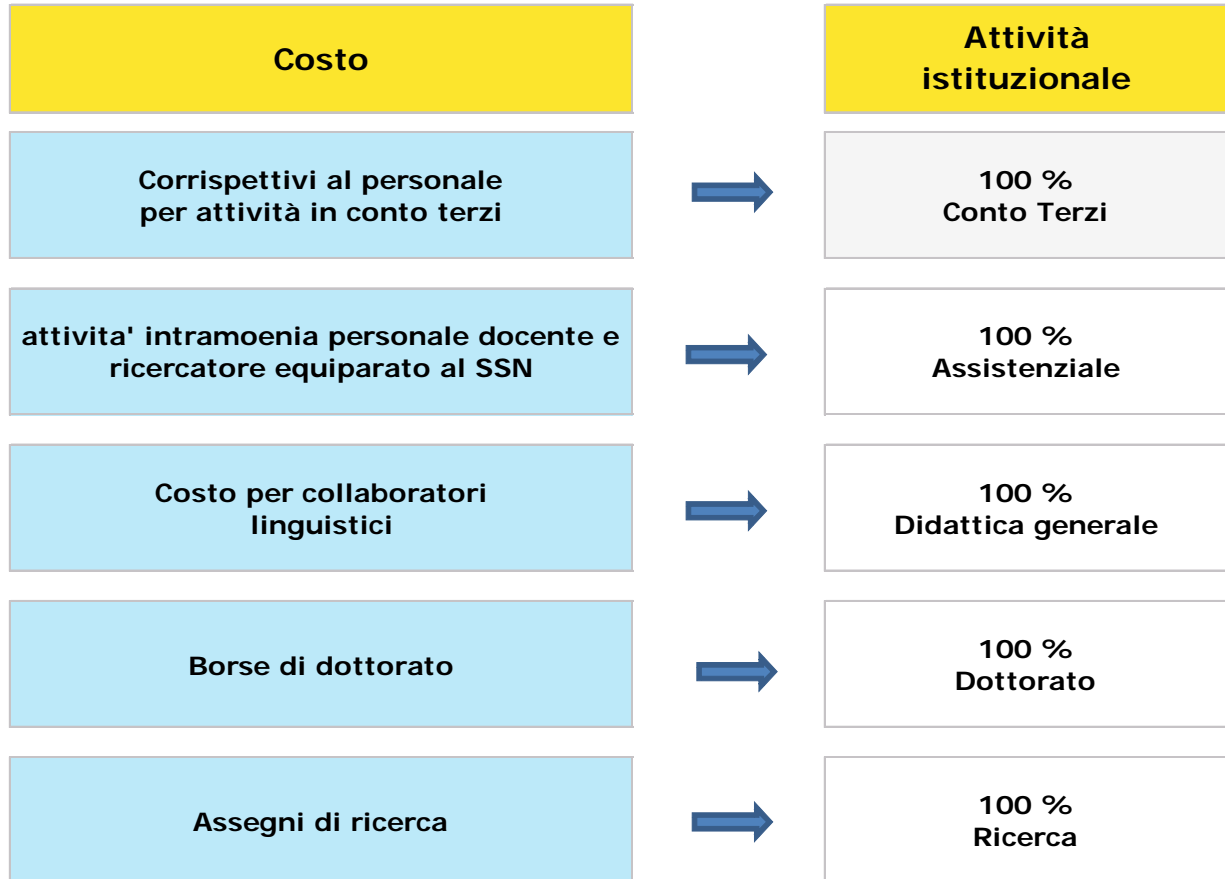 Costo
Attività
istituzionale
Corrispettivi al personale
per attività in conto terzi
100 %
Conto Terzi
attivita' intramoenia personale docente e
ricercatore equiparato al SSN
100 %
Assistenziale
Costo per collaboratori
linguistici
100 %
Didattica generale
Borse di dottorato
100 %
Dottorato
Assegni di ricerca
100 %
Ricerca